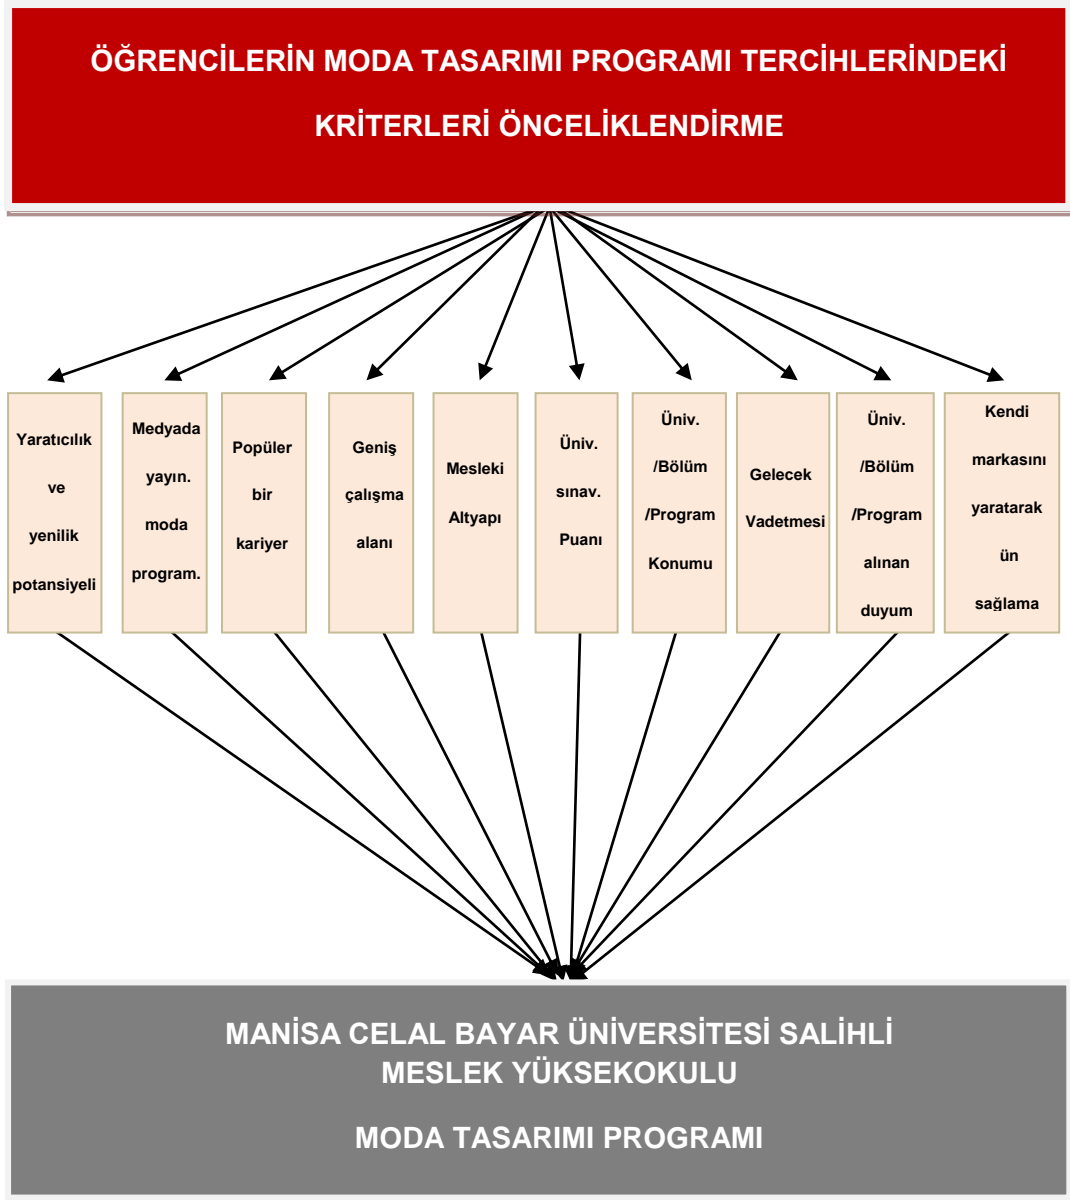 ÖĞRENCİLERİN MODA TASARIMI PROGRAMI TERCİHLERİNDEKİ
KRİTERLERİ ÖNCELİKLENDİRME
Yaratıcılık
ve
yenilik
potansiyeli
Medyada
yayın.
moda
program.
Popüler
bir
kariyer
Geniş
çalışma
alanı
Mesleki
Altyapı
Üniv.
sınav.
Puanı
Üniv.
/Bölüm
/Program
Konumu
Gelecek
Vadetmesi
Üniv.
/Bölüm
/Program
alınan
duyum
Kendi
markasını
yaratarak
ün
sağlama
MANİSA CELAL BAYAR ÜNİVERSİTESİ SALİHLİ
MESLEK YÜKSEKOKULU
MODA TASARIMI PROGRAMI